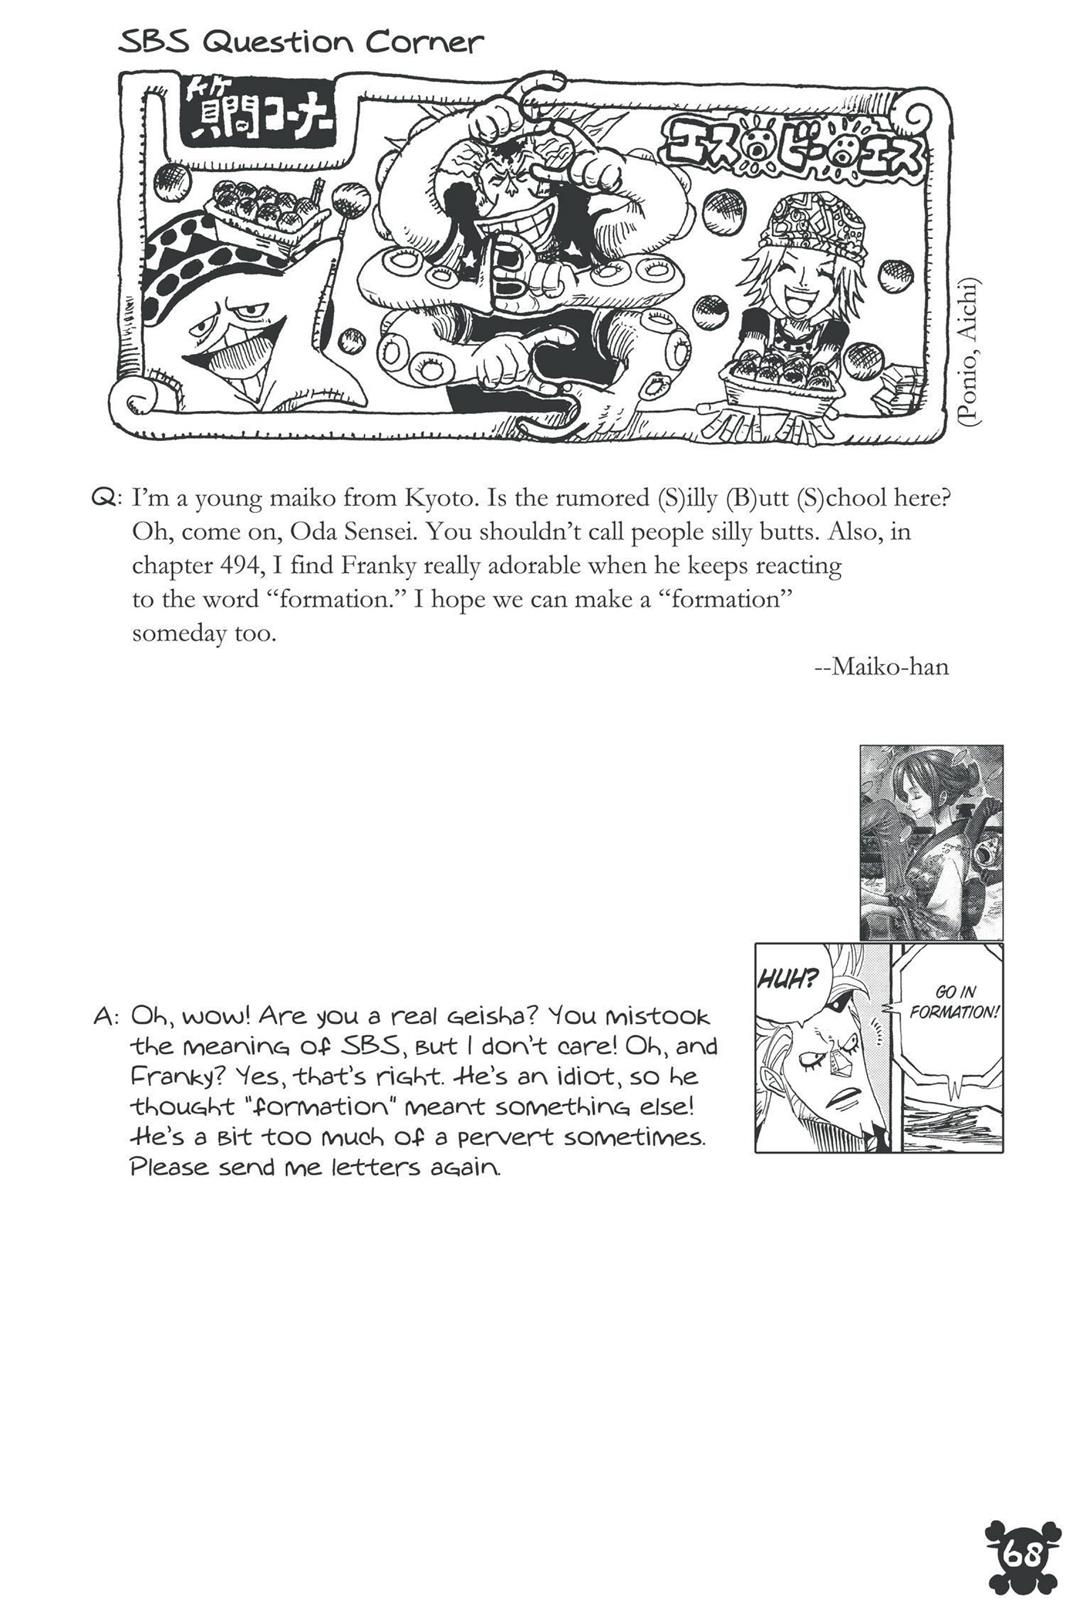 SBS Question Corner
質問コーナー
エス ビー エス
(Ponio, Aichi)
Q: I'm a young maiko from Kyoto. Is the rumored (S)illy (B)utt (S)chool here?
Oh, come on, Oda Sensei. You shouldn't call people silly butts. Also, in
chapter 494, I find Franky really adorable when he keeps reacting
to the word “formation.” I hope we can make a “formation”
someday too.
--Maiko-han
HUH?
GO IN
FORMATION!
A: Oh, wow! Are you a real geisha? You mistook
the meaning of SBS, but I don't care! Oh, and
Franky? Yes, that's right. He's an idiot, so he
thought "formation" meant something else!
He's a bit too much of a pervert sometimes.
Please send me letters again.
68